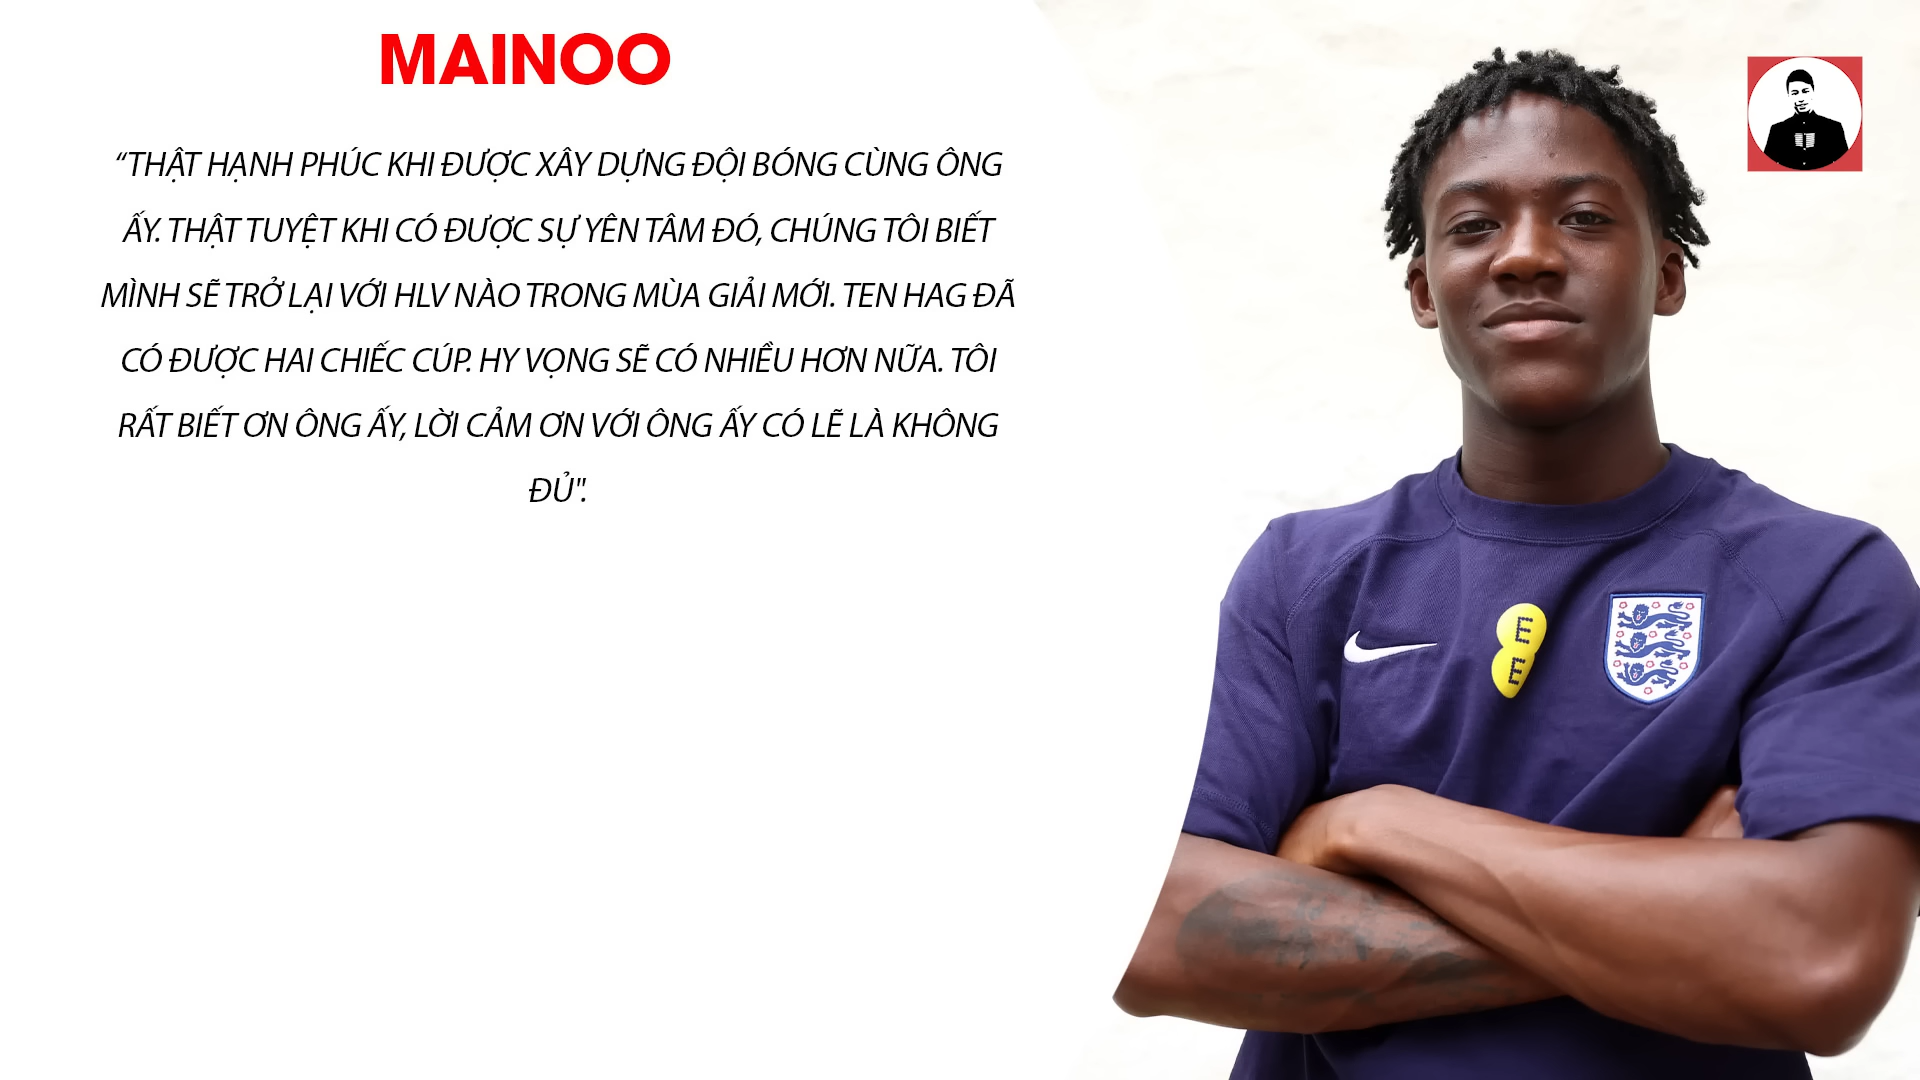 MAINOO
“THẬT HẠNH PHÚC KHI ĐƯỢC XÂY DỰNG ĐỘI BÓNG CÙNG ÔNG
ẤY. THẬT TUYỆT KHI CÓ ĐƯỢC SỰ YÊN TÂM ĐÓ, CHÚNG TÔI BIẾT
MÌNH SẼ TRỞ LẠI VỚI HLV NÀO TRONG MÙA GIẢI MỚI. TEN HAG ĐÃ
CÓ ĐƯỢC HAI CHIẾC CÚP. HY VỌNG SẼ CÓ NHIỀU HƠN NỮA. TÔI
RẤT BIẾT ƠN ÔNG ẤY, LỜI CẢM ƠN VỚI ÔNG ẤY CÓ LẼ LÀ KHÔNG
ĐỦ".
E
E